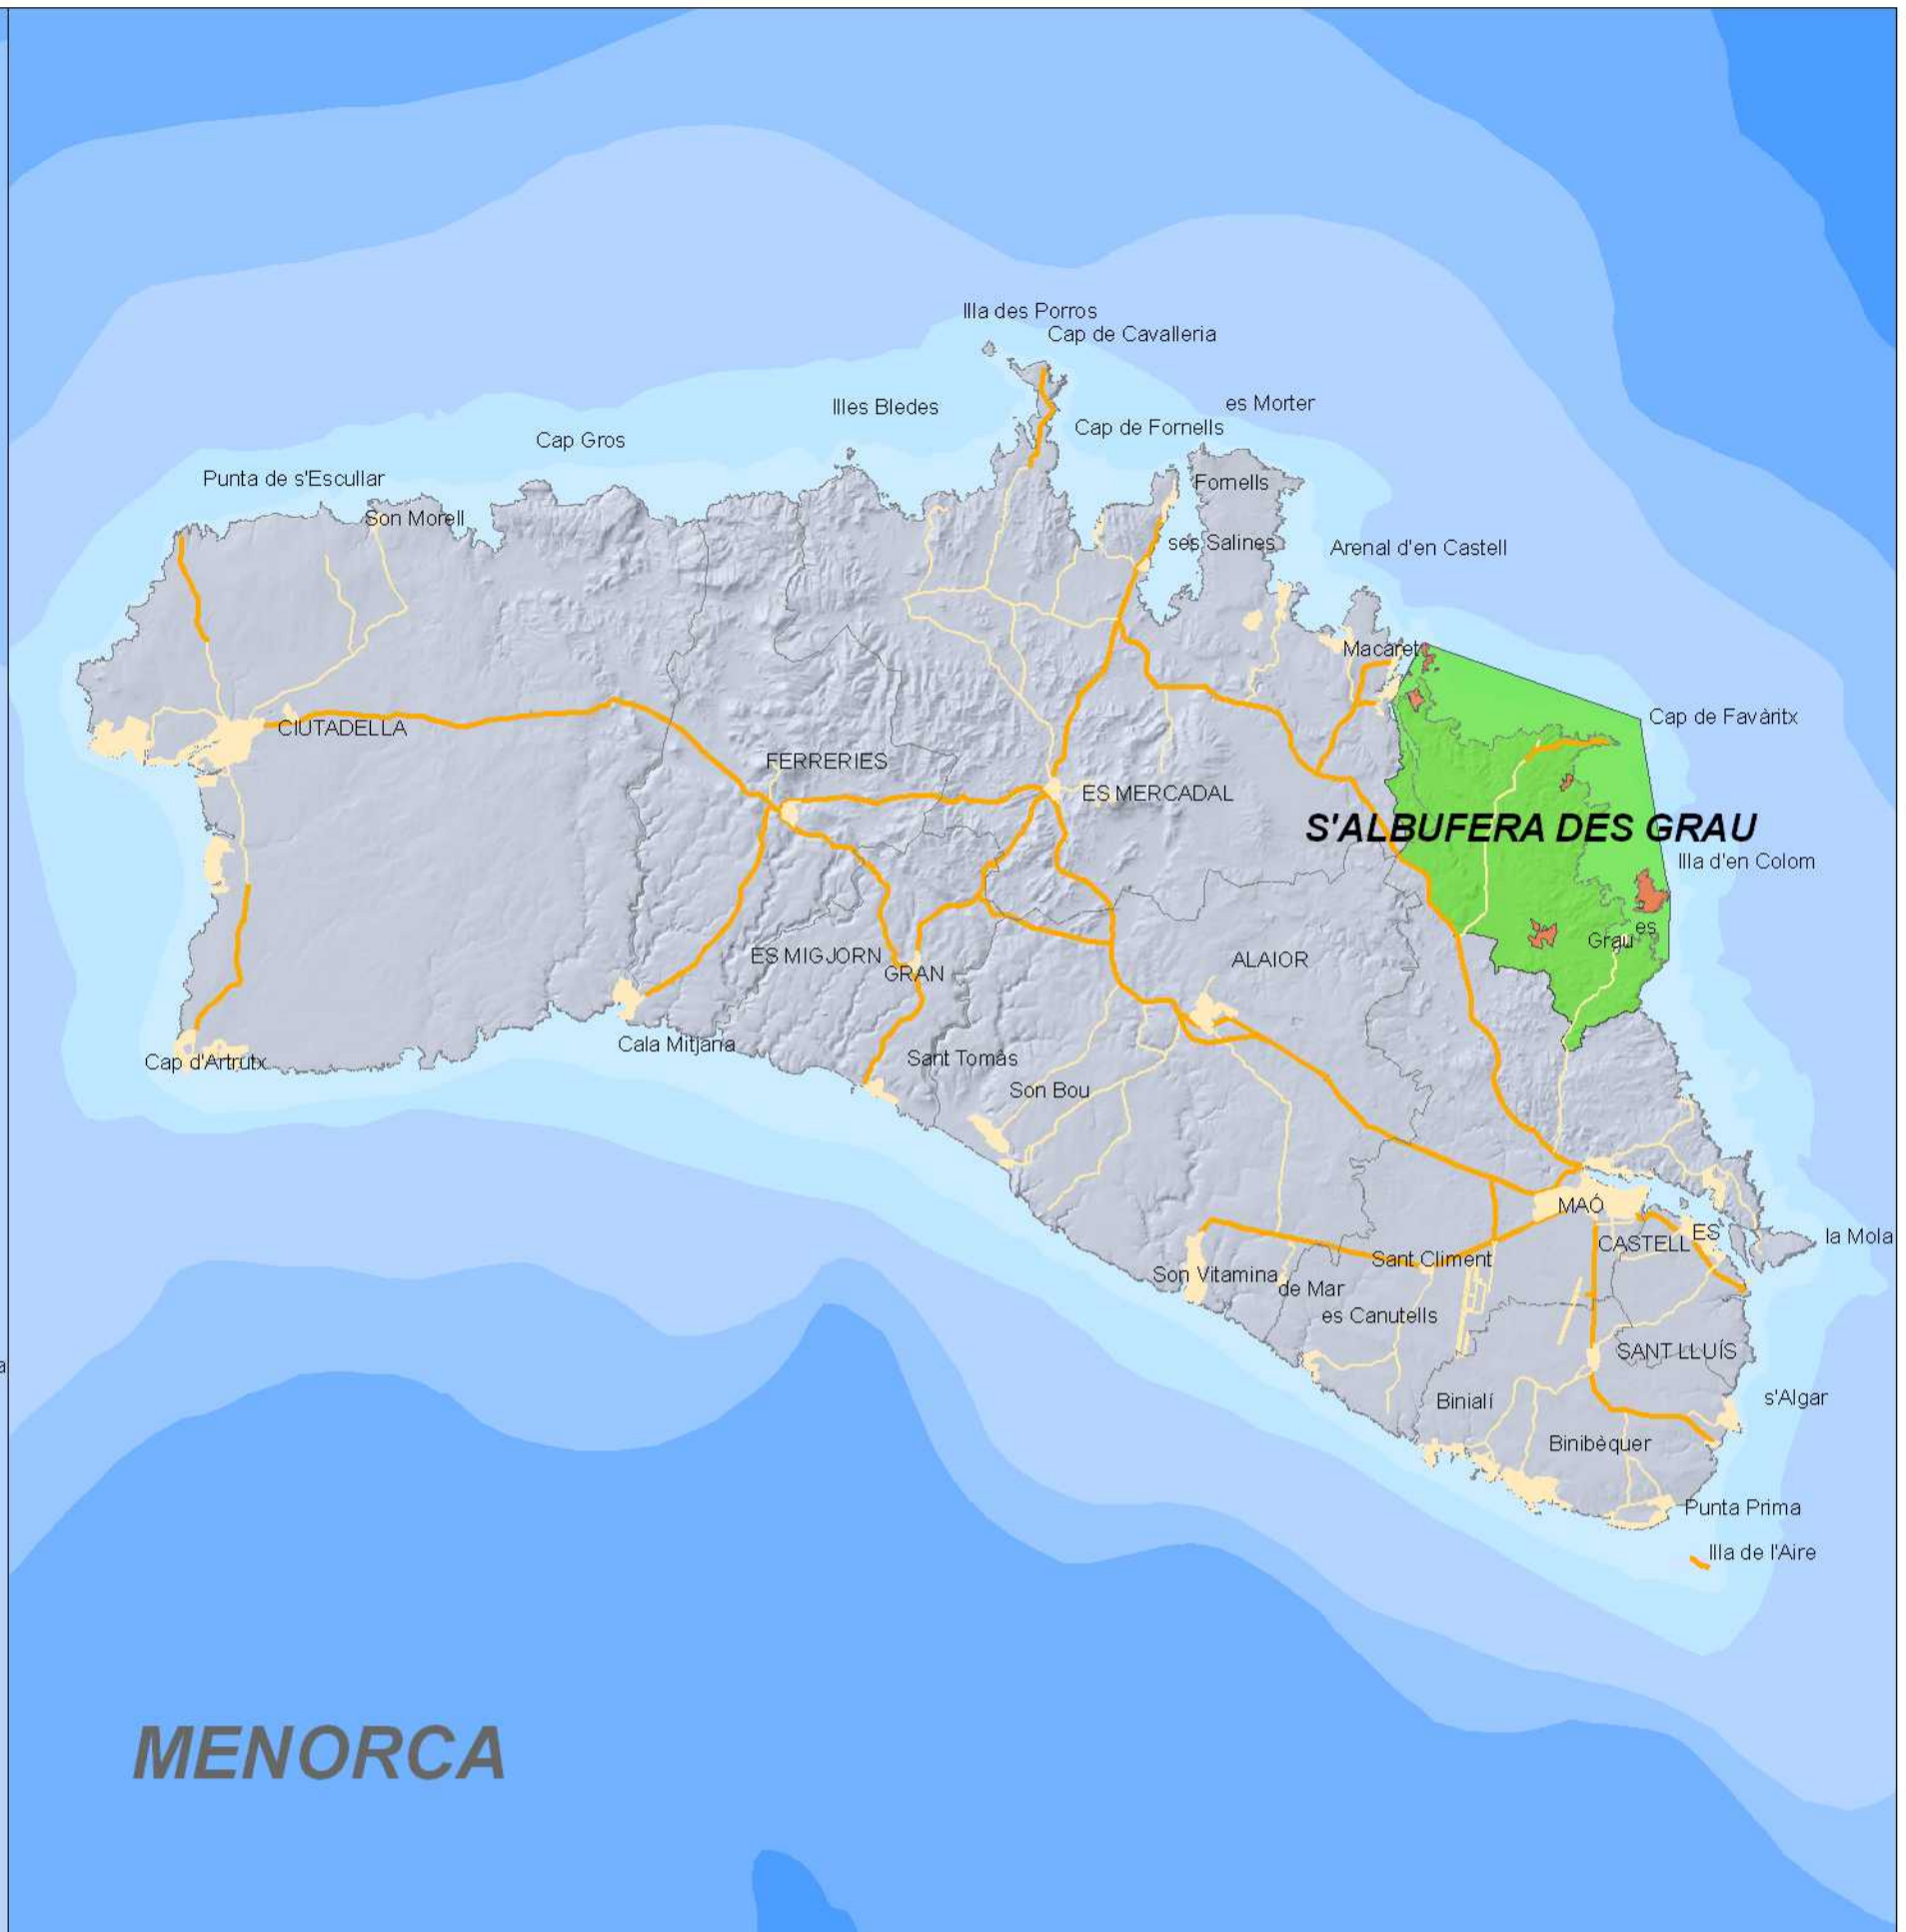 Illa des Porros
Cap de Cavalleria
es Morter
Illes Bledes
Cap de Fornells
Cap Gros
Punta de s'Escullar
Fornells
Son Morell
ses Salines
Arenal d'en Castell
Macaret
Cap de Favàritx
CIUTADELLA
FERRERIES
ES MERCADAL
S'ALBUFERA DES GRAU
Illa d'en Colom
es
Grau
ES MIGJORN
GRAN
ALAIOR
Cala Mitjana
Cap d'Artrutx
Sant Tomàs
Son Bou
MAÓ
ES
CASTELL
la Mola
Sant Climent
Son Vitamina
de Mar
es Canutells
SANT LLUÍS
a
s'Algar
Binialí
Binibèquer
Punta Prima
Illa de l'Aire
MENORCA